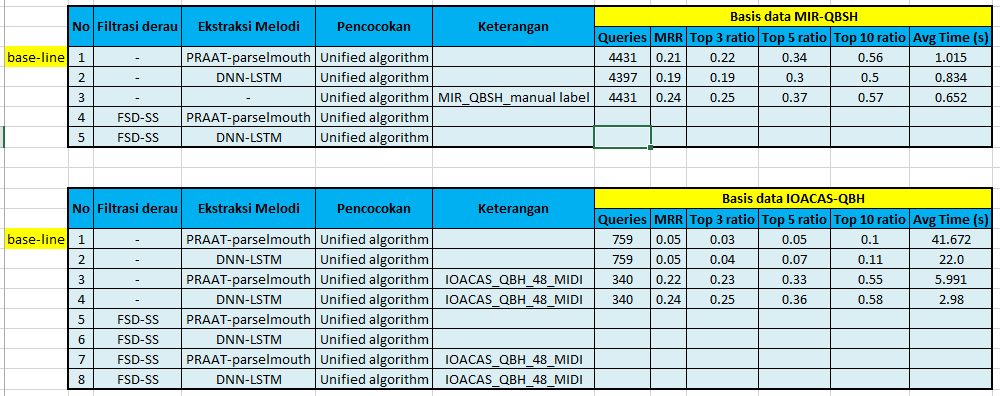 No Filtrasi derau Ekstraksi Melodi Pencocokan Keterangan Basis data MIR-QBSH
Queries MRR Top 3 ratio Top 5 ratio Top 10 ratio Avg Time (s)
base-line 1 - PRAAT-parselmouth Unified algorithm 4431 0.21 0.22 0.34 0.56 1.015
2 - DNN-LSTM Unified algorithm 4397 0.19 0.19 0.3 0.5 0.834
3 - - Unified algorithm MIR_QBSH_manual label 4431 0.24 0.25 0.37 0.57 0.652
4 FSD-SS PRAAT-parselmouth Unified algorithm
5 FSD-SS DNN-LSTM Unified algorithm
No Filtrasi derau Ekstraksi Melodi Pencocokan Keterangan Basis data IOACAS-QBH
Queries MRR Top 3 ratio Top 5 ratio Top 10 ratio Avg Time (s)
base-line 1 - PRAAT-parselmouth Unified algorithm 759 0.05 0.03 0.05 0.1 41.672
2 - DNN-LSTM Unified algorithm 759 0.05 0.04 0.07 0.11 22.0
3 - PRAAT-parselmouth Unified algorithm IOACAS_QBH_48_MIDI 340 0.22 0.23 0.33 0.55 5.991
4 - DNN-LSTM Unified algorithm IOACAS_QBH_48_MIDI 340 0.24 0.25 0.36 0.58 2.98
5 FSD-SS PRAAT-parselmouth Unified algorithm
6 FSD-SS DNN-LSTM Unified algorithm
7 FSD-SS PRAAT-parselmouth Unified algorithm IOACAS_QBH_48_MIDI
8 FSD-SS DNN-LSTM Unified algorithm IOACAS_QBH_48_MIDI